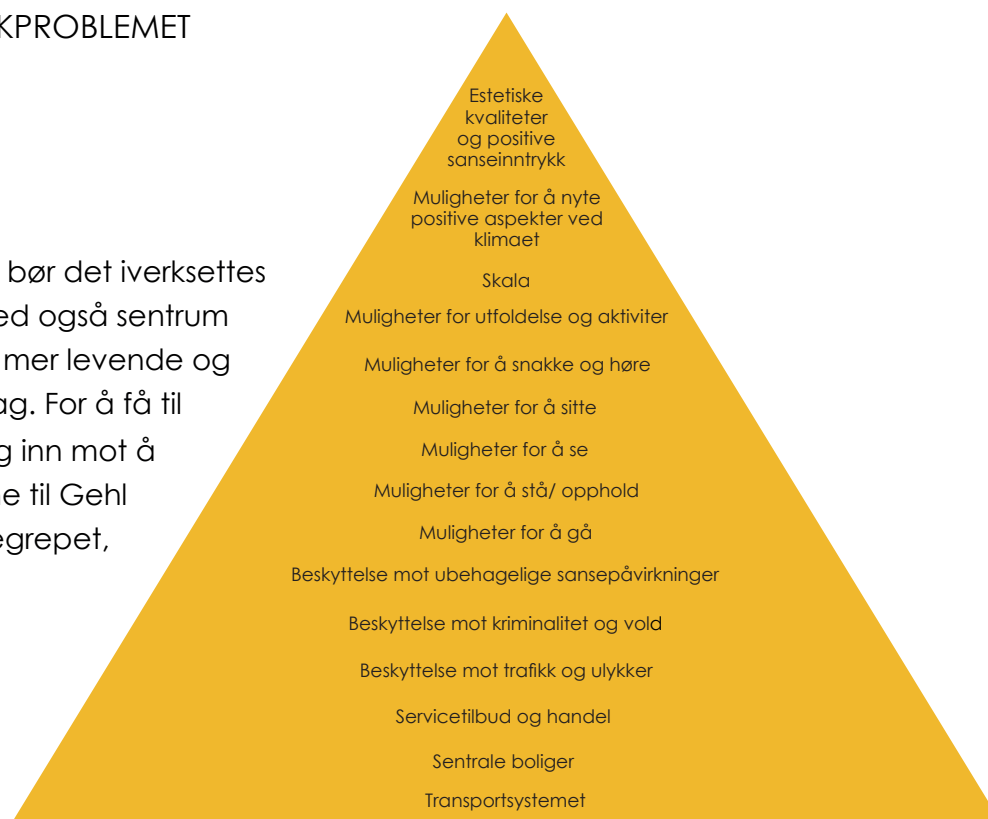 KPROBLEMET
bør det iverksettes
ed også sentrum
mer levende og
ag. For å få til
g inn mot å
e til Gehl
egrepet,
Estetiske
kvaliteter
og positive
sanseinntrykk
Muligheter for å nyte
positive aspekter ved
klimaet
Skala
Muligheter for utfoldelse og aktiviter
Muligheter for å snakke og høre
Muligheter for å sitte
Muligheter for å se
Muligheter for å stå/ opphold
Muligheter for å gå
Beskyttelse mot ubehagelige sansepåvirkninger
Beskyttelse mot kriminalitet og vold
Beskyttelse mot trafikk og ulykker
Servicetilbud og handel
Sentrale boliger
Transportsystemet